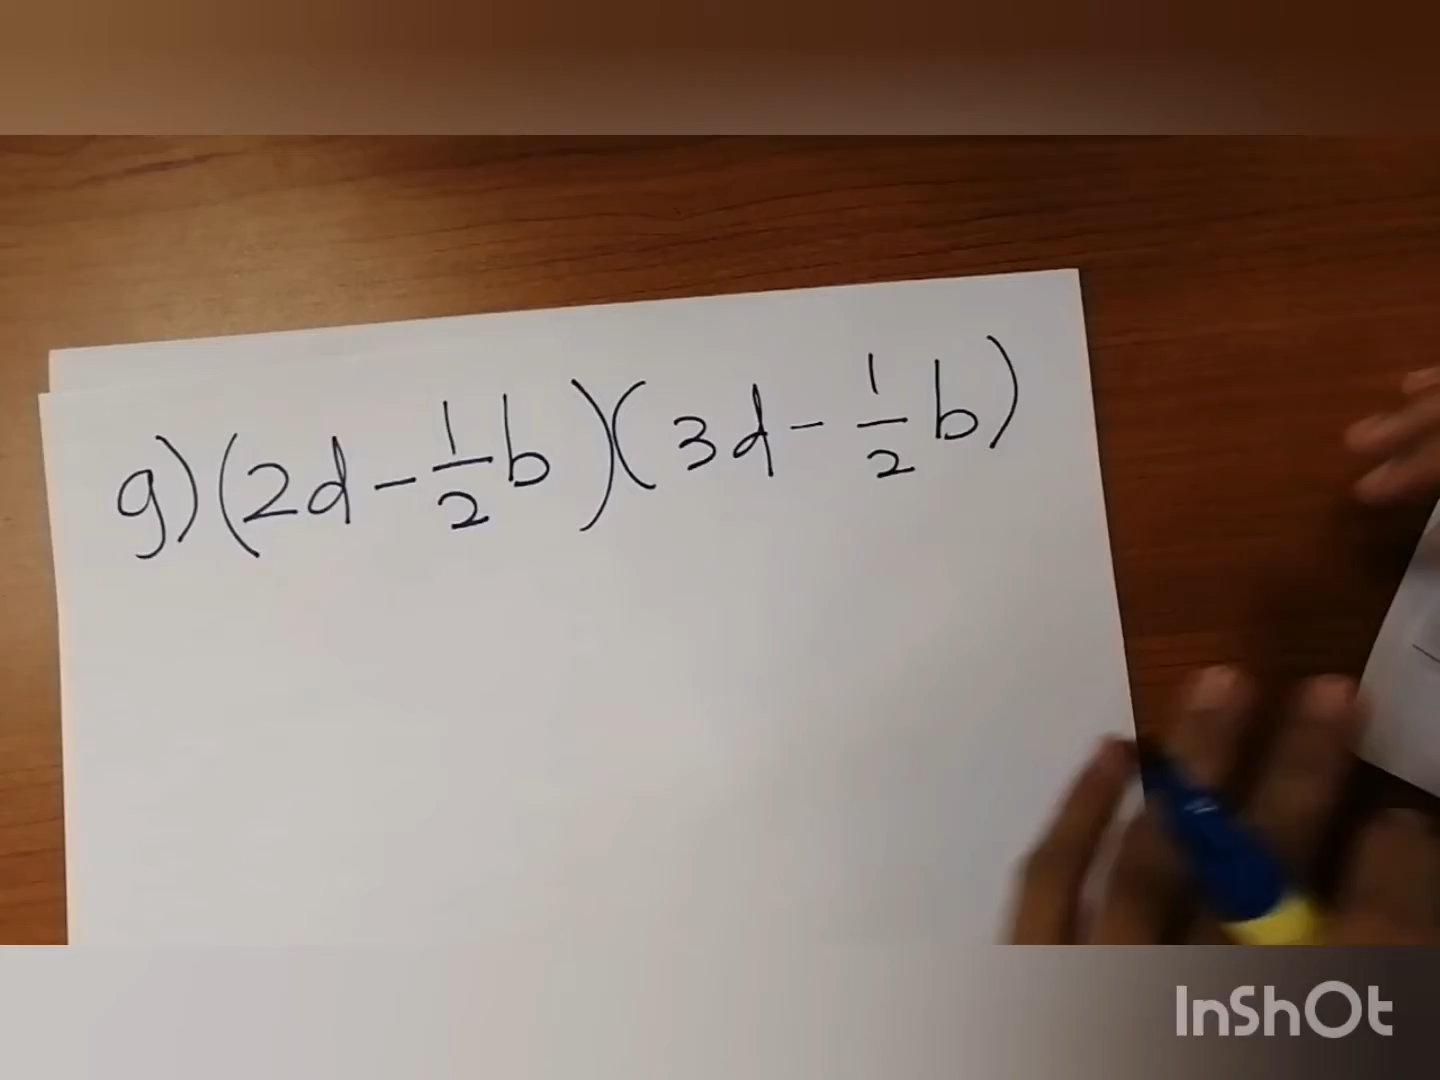 g) (2d - 1/2 b)(3d - 1/2 b)
InShOt